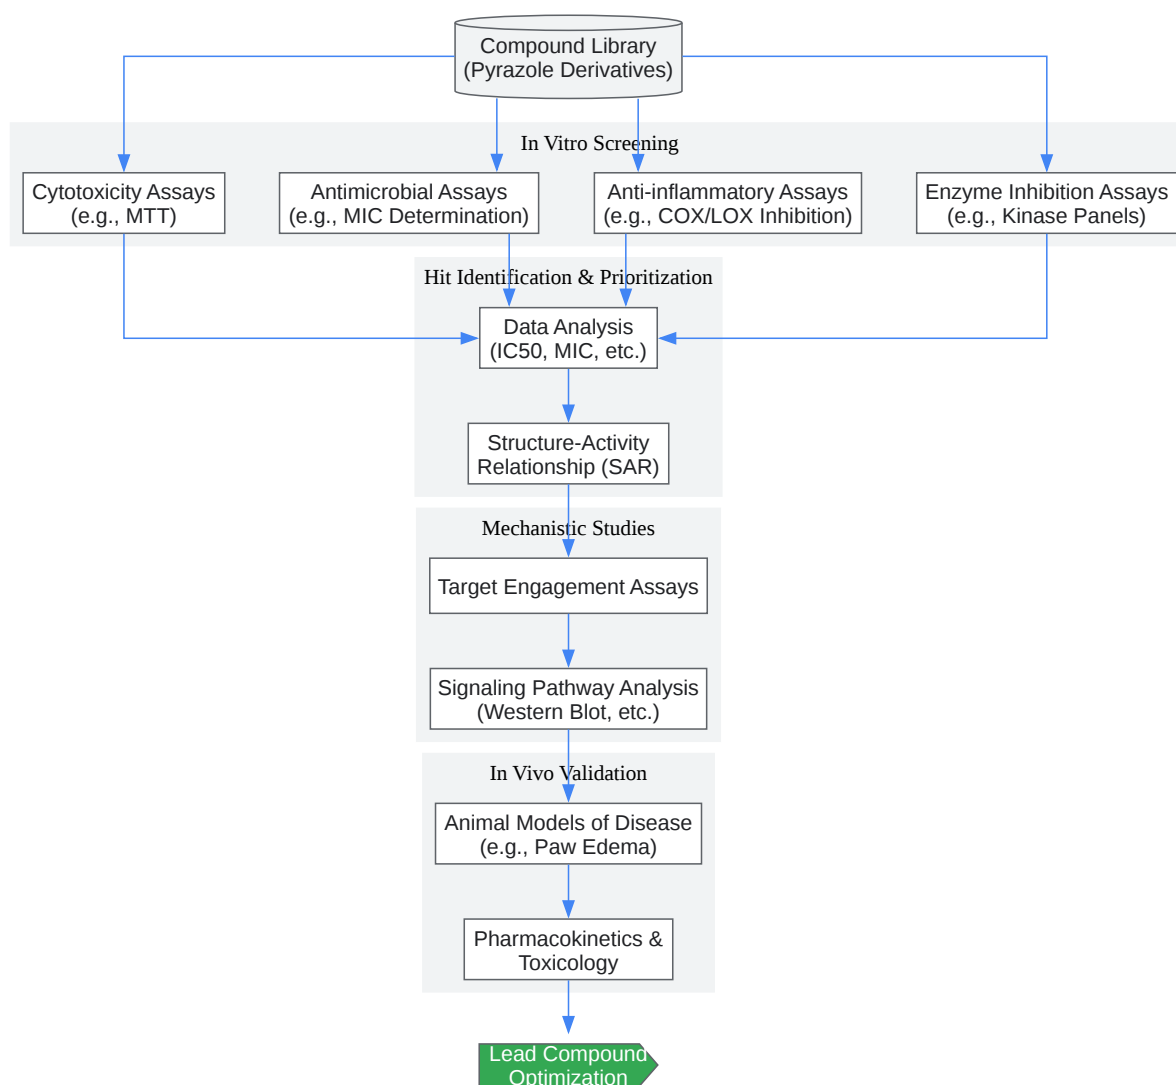 Compound Library
(Pyrazole Derivatives)
In Vitro Screening
Cytotoxicity Assays
(e.g., MTT)
Antimicrobial Assays
(e.g., MIC Determination)
Anti-inflammatory Assays
(e.g., COX/LOX Inhibition)
Enzyme Inhibition Assays
(e.g., Kinase Panels)
Hit Identification & Prioritization
Data Analysis
(IC50, MIC, etc.)
Structure-Activity
Relationship (SAR)
Mechanistic Studies
Target Engagement Assays
Signaling Pathway Analysis
(Western Blot, etc.)
In Vivo Validation
Animal Models of Disease
(e.g., Paw Edema)
Pharmacokinetics &
Toxicology
Lead Compound
Optimization